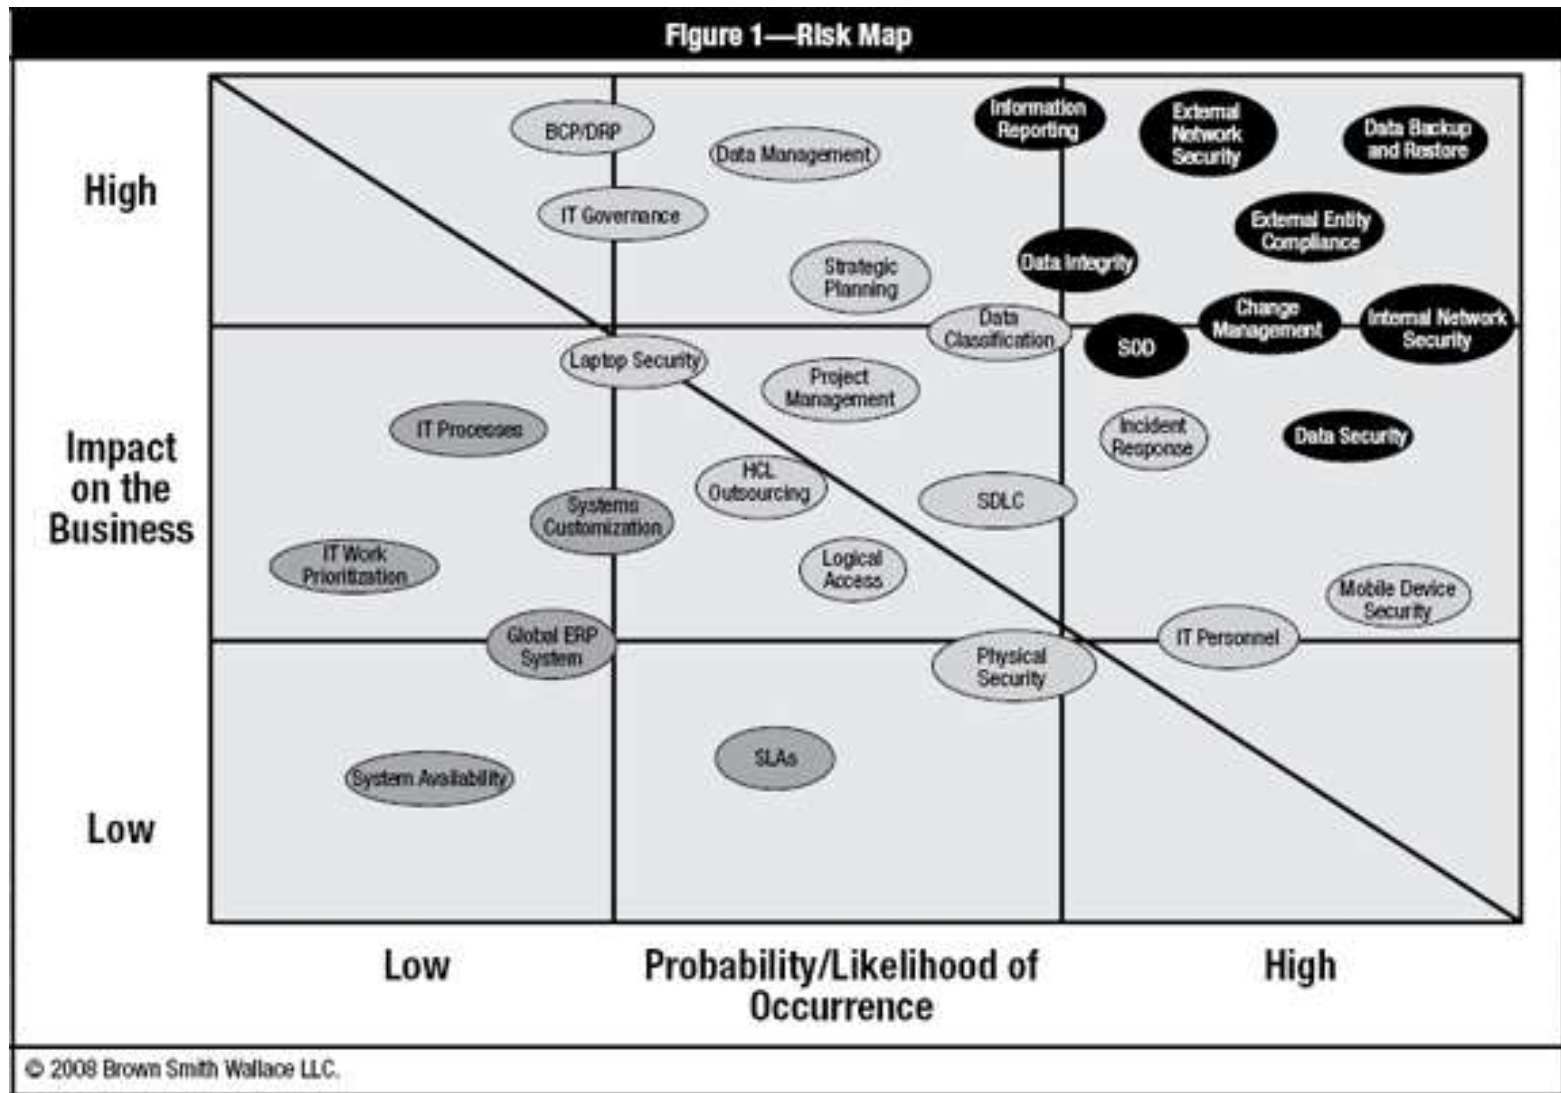 Figure 1—Risk Map
High
Impact
on the
Business
Low
BCP/DRP
Data Management
Information
Reporting
External
Network
Security
Data Backup
and Restore
IT Governance
External Entity
Compliance
Strategic
Planning
Data Integrity
Data
Classification
Change
Management
Internal Network
Security
SOD
Laptop Security
Project
Management
IT Processes
Incident
Response
Data Security
HCL
Outsourcing
Systems
Customization
SDLC
IT Work
Prioritization
Logical
Access
Mobile Device
Security
Global ERP
System
IT Personnel
Physical
Security
System Availability
SLAs
Low
Probability/Likelihood of
Occurrence
High
© 2008 Brown Smith Wallace LLC.